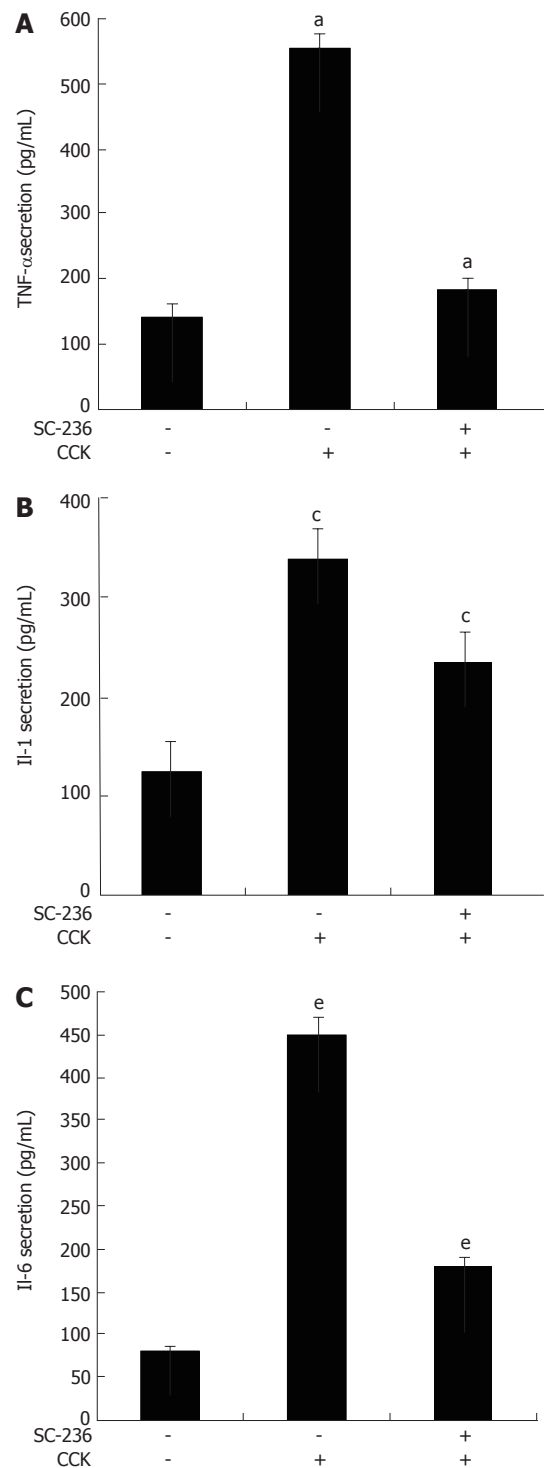 A
600
500
400
300
200
100
0
TNF-αsecretion (pg/mL)
a
a
SC-236 - - +
CCK - + +
B
400
300
200
100
0
Il-1 secretion (pg/mL)
c
c
SC-236 - - +
CCK - + +
C
500
450
400
350
300
250
200
150
100
50
0
Il-6 secretion (pg/mL)
e
e
SC-236 - - +
CCK - + +